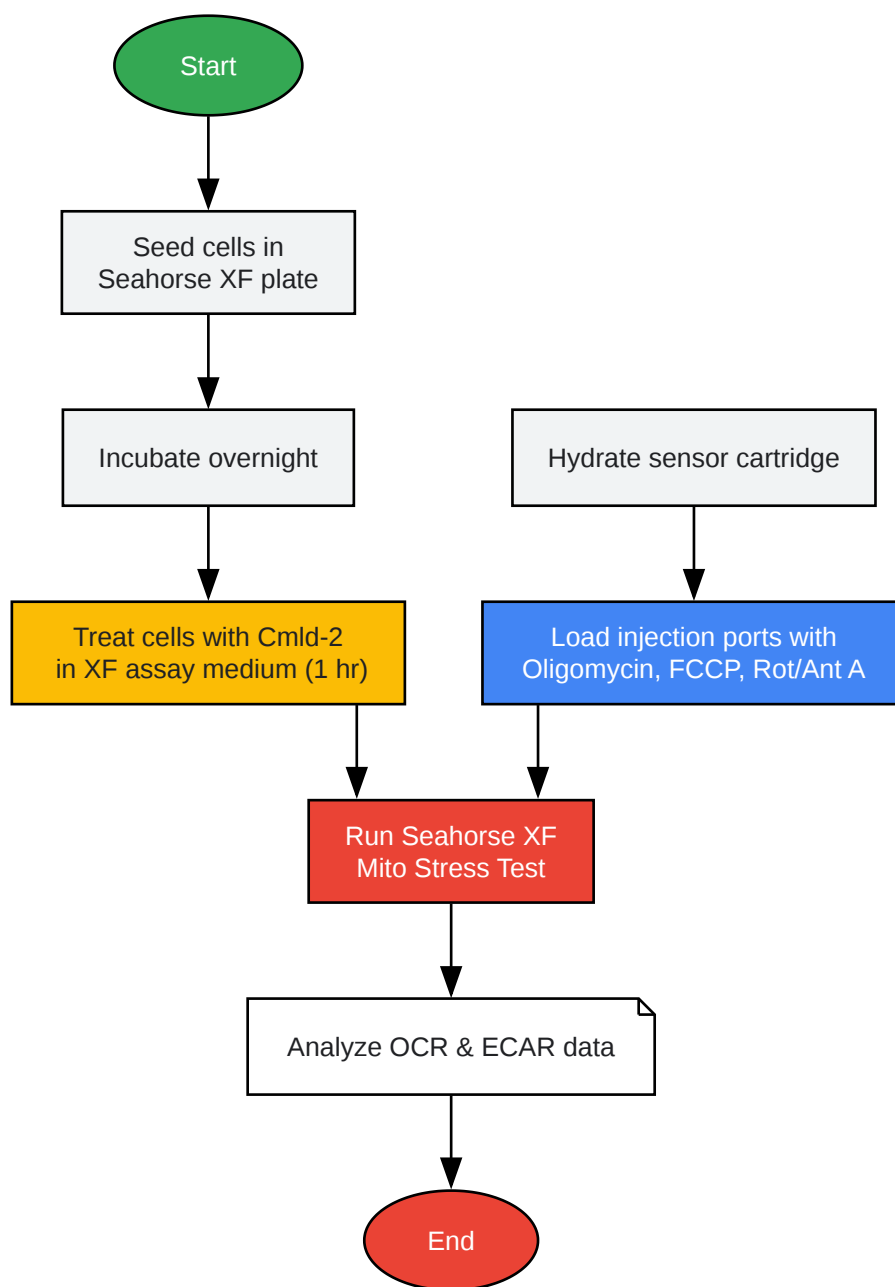 Start
Seed cells in
Seahorse XF plate
Incubate overnight
Hydrate sensor cartridge
Treat cells with Cmld-2
in XF assay medium (1 hr)
Load injection ports with
Oligomycin, FCCP, Rot/Ant A
Run Seahorse XF
Mito Stress Test
Analyze OCR & ECAR data
End